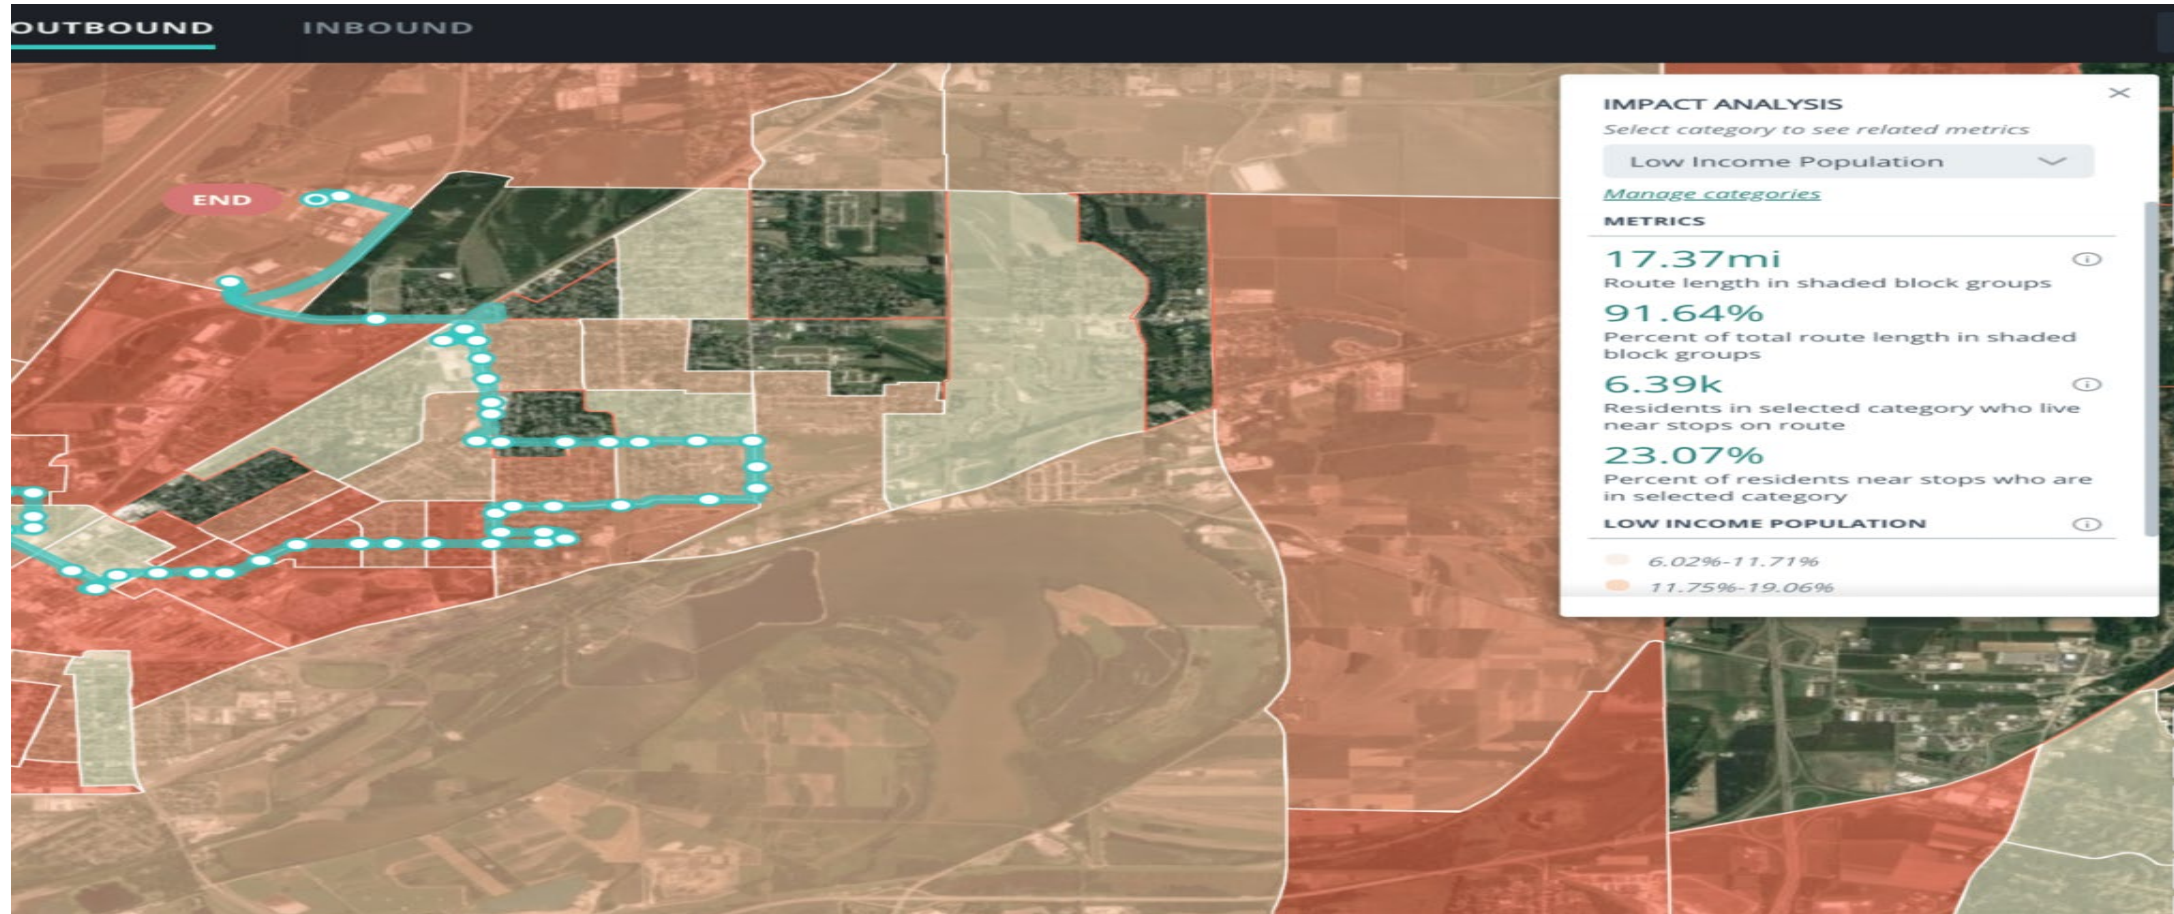 OUTBOUND INBOUND
END
IMPACT ANALYSIS
Select category to see related metrics
Low Income Population
Manage categories
METRICS
17.37mi
Route length in shaded block groups
91.64%
Percent of total route length in shaded
block groups
6.39k
Residents in selected category who live
near stops on route
23.07%
Percent of residents near stops who are
in selected category
LOW INCOME POPULATION
6.02%-11.71%
11.75%-19.06%